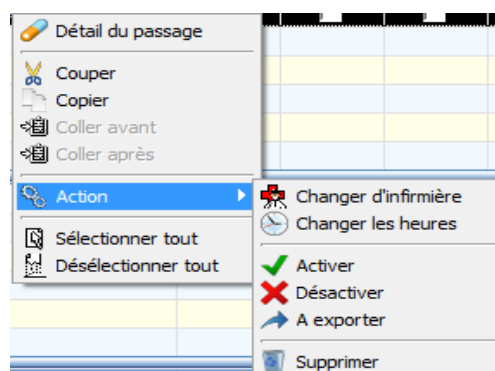 Détail du passage
Couper
Copier
Coller avant
Coller après
Action
Sélectionner tout
Désélectionner tout
Changer d'infirmière
Changer les heures
Activer
Désactiver
A exporter
Supprimer